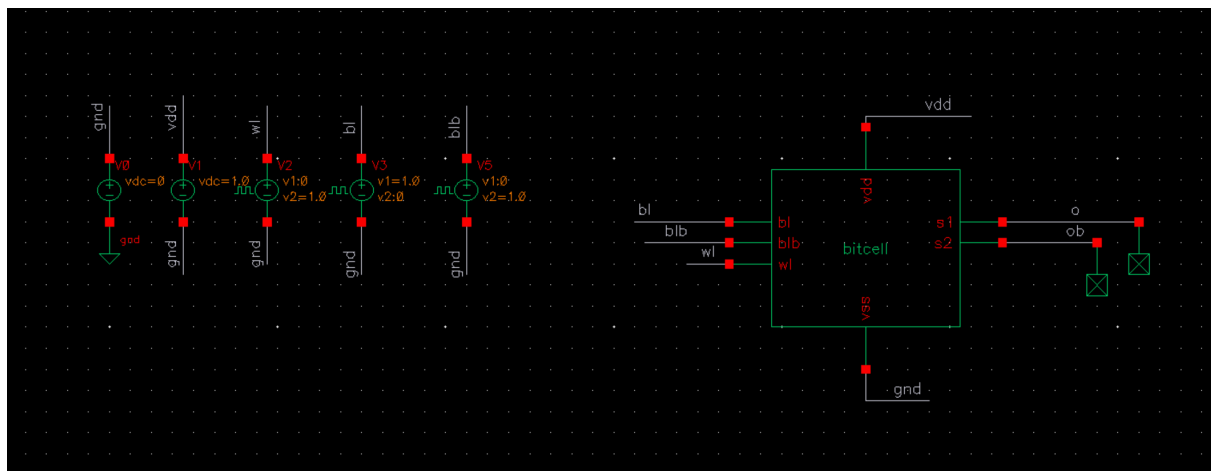 gnd
vdd
wl
bl
blb
V0
V1
V2
V3
V5
vdc=0
vdc=1.0
v1:0
v2=1.0
v1=1.0
v2:0
v1:0
v2=1.0
gnd
gnd
gnd
gnd
gnd
vdd
vdd
bl
blb
wl
bl
blb
wl
bitcell
s1
s2
o
ob
vss
gnd